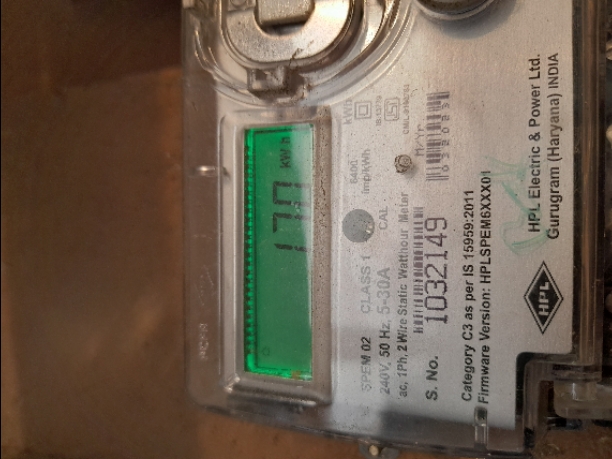 kWh
kWh
6400
Imp/kWh
CAL
SPEM 02 CLASS 1
240V, 50 Hz, 5-30A
ac, 1Ph, 2 Wire Static Watthour Meter
M/Yr.
S. No. 1032149
Category C3 as per IS 15959:2011
Firmware Version: HPLSPEM6XXX01
HPL
HPL Electric & Power Ltd.
Gurugram (Haryana) INDIA